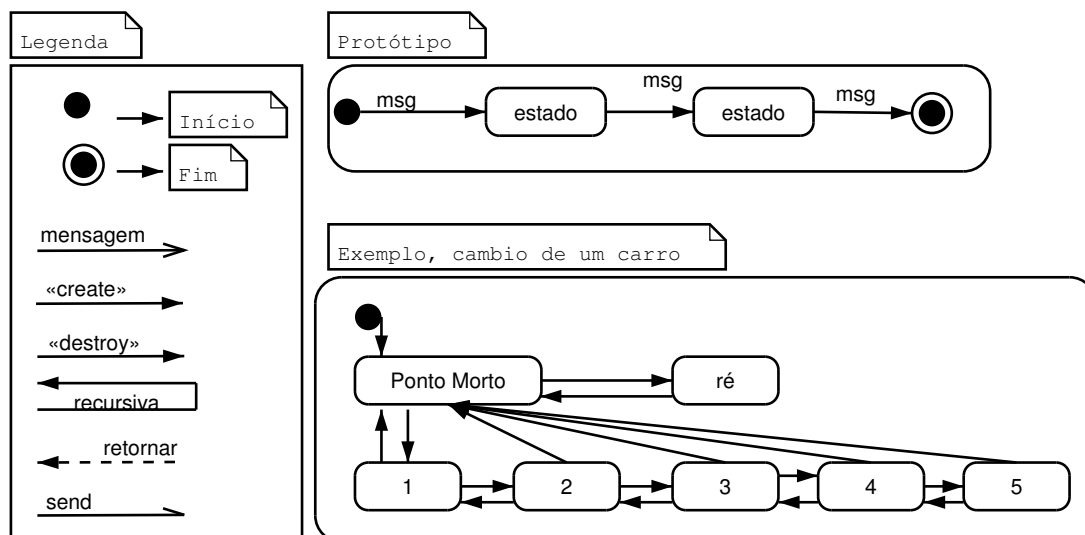 Legenda
Início
Fim
mensagem
«create»
«destroy»
recursiva
retornar
send
Protótipo
msg
estado
msg
estado
msg
Exemplo, cambio de um carro
Ponto Morto
ré
1
2
3
4
5